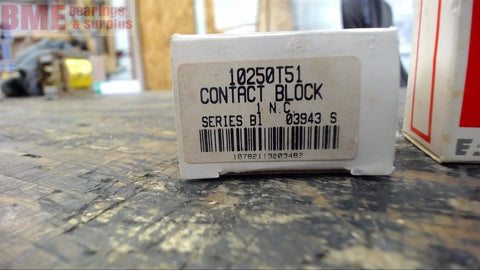 BME Bearings
& Surplus
10250T51
CONTACT BLOCK
1 N.C.
SERIES B1 03943 S